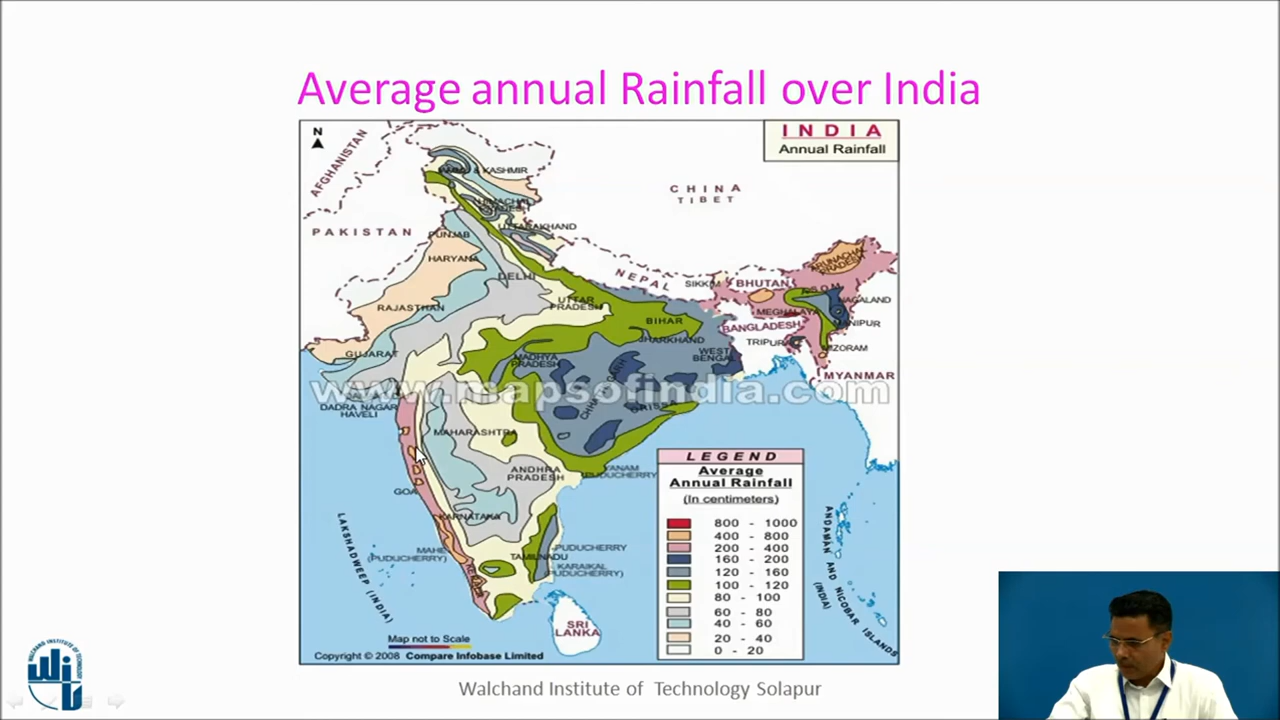 Average annual Rainfall over India
N
INDIA
Annual Rainfall
AFGHANISTAN
CHINA
TIBET
PAKISTAN
& KASHMIR
UTTARAKHAND
PUNJAB
HARYANA
DELHI
NEPAL
SIKKIM
BHUTAN
ARUNACHAL
PRADESH
NAGALAND
RAJASTHAN
UTTAR
PRADESH
BIHAR
MEGHALAYA
MANIPUR
BANGLADESH
JHARKHAND
TRIPURA
MIZORAM
GUJARAT
MADHYA
PRADESH
WEST
BENGAL
MYANMAR
www.mapsofindia.com
DADRA NAGAR
HAVELI
ORISSA
MAHARASHTRA
ANDHRA
PRADESH
YANAM
(PUDUCHERRY)
GOA
KARNATAKA
LAKSHADWEEP (INDIA)
MAHE
(PUDUCHERRY)
TAMILNADU
PUDUCHERRY
KARAIKAL
(PUDUCHERRY)
SRI
LANKA
ANDAMAN AND NICOBAR ISLANDS
(INDIA)
LEGEND
Average
Annual Rainfall
(In centimeters)
800 - 1000
400 - 800
200 - 400
160 - 200
120 - 160
100 - 120
80 - 100
60 - 80
40 - 60
20 - 40
0 - 20
Map not to Scale
Copyright © 2008 Compare Infobase Limited
Walchand Institute of Technology Solapur